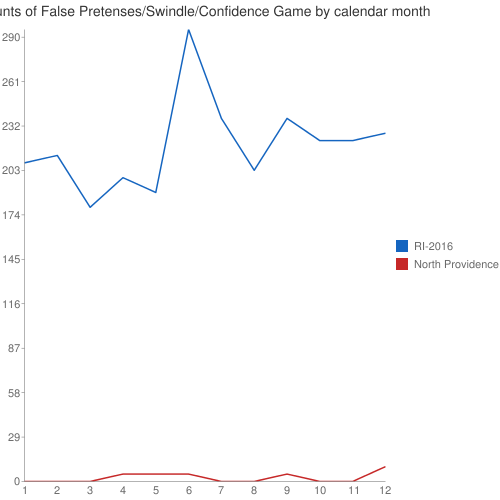 unts of False Pretenses/Swindle/Confidence Game by calendar month
290
261
232
203
174
145
116
87
58
29
0
1 2 3 4 5 6 7 8 9 10 11 12
RI-2016
North Providence